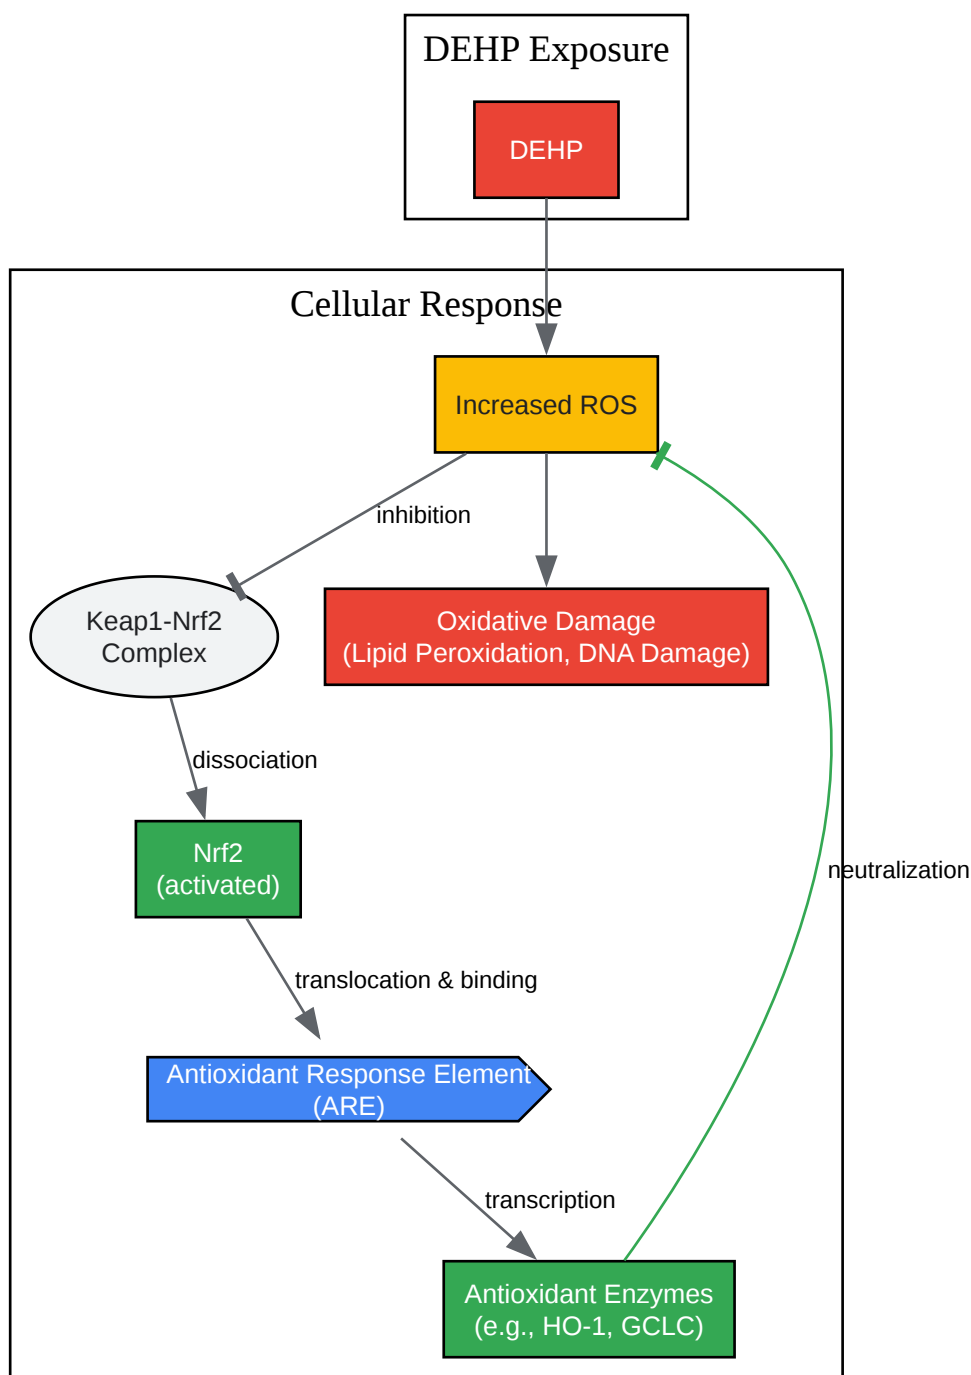 DEHP Exposure
DEHP
Cellular Response
Increased ROS
inhibition
Keap1-Nrf2
Complex
Oxidative Damage
(Lipid Peroxidation, DNA Damage)
dissociation
Nrf2
(activated)
neutralization
translocation & binding
Antioxidant Response Element
(ARE)
transcription
Antioxidant Enzymes
(e.g., HO-1, GCLC)